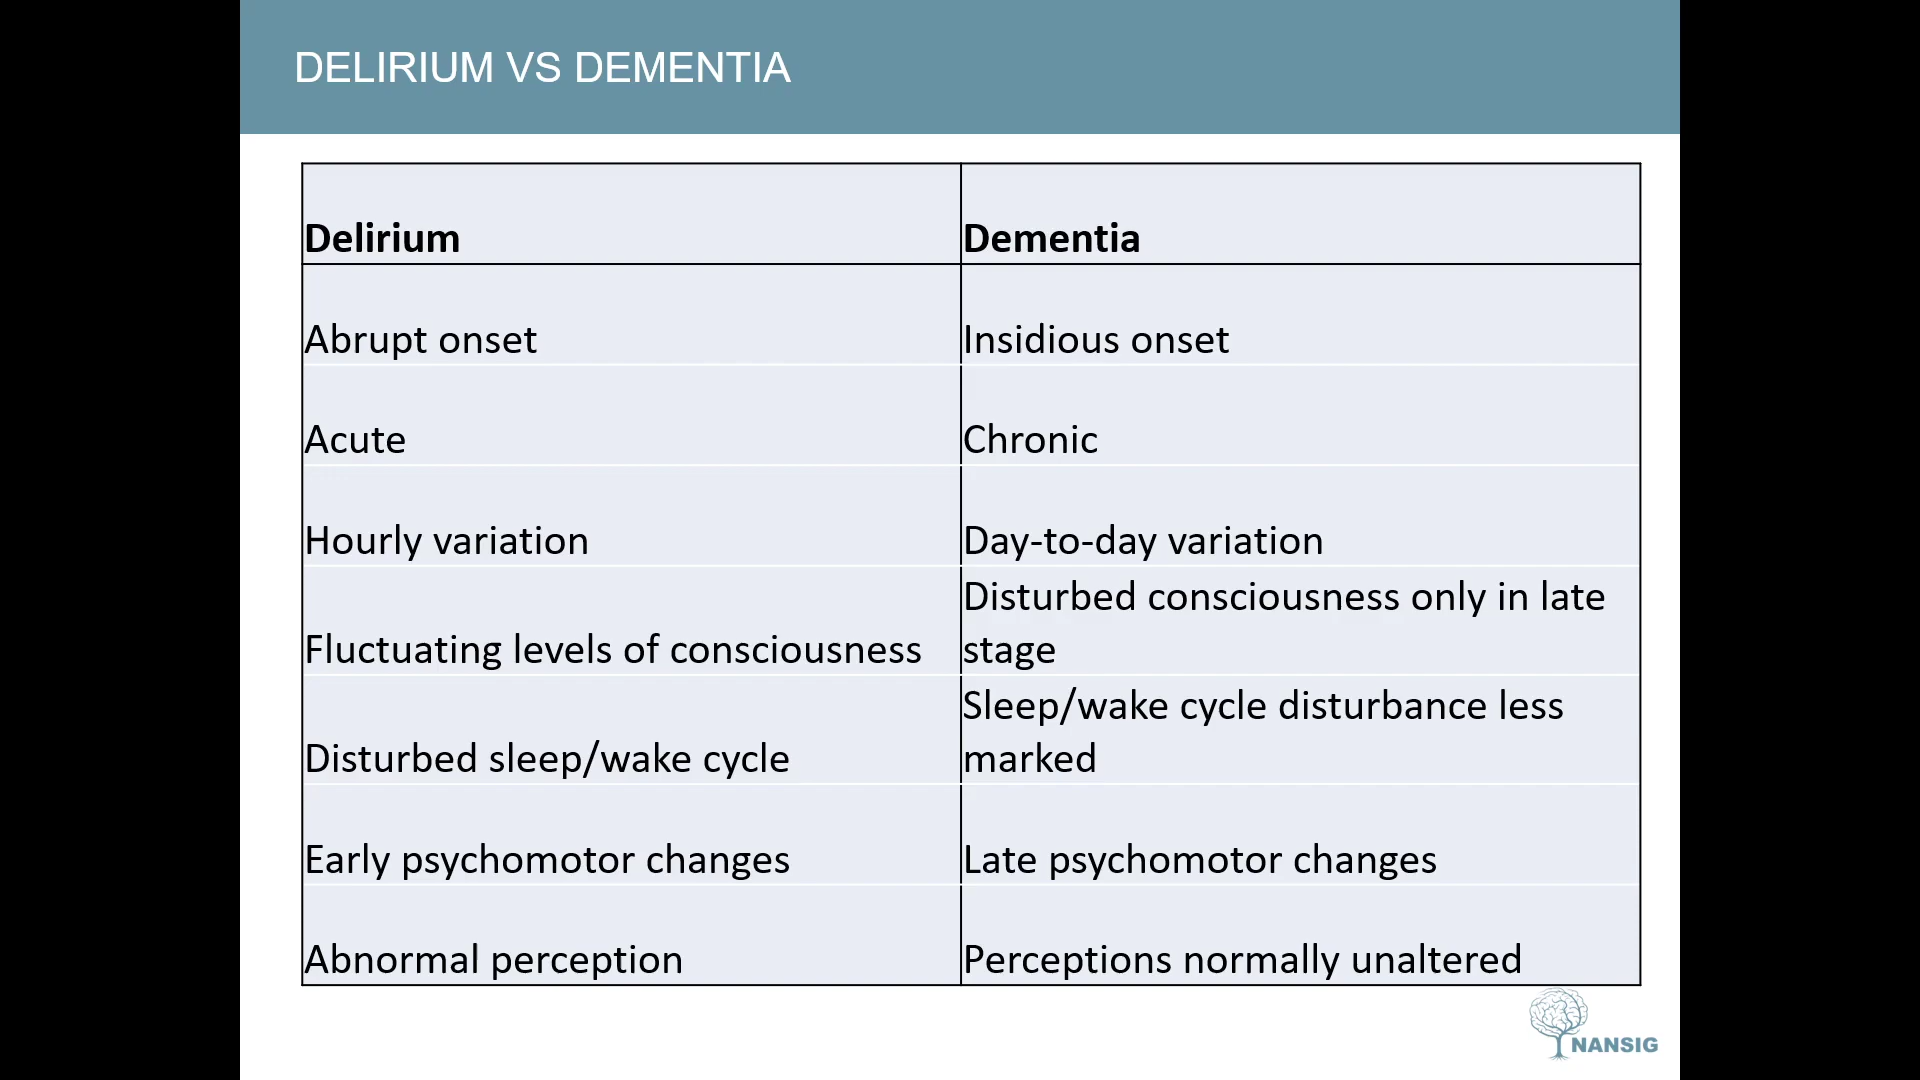 DELIRIUM VS DEMENTIA
Delirium
Dementia
Abrupt onset
Insidious onset
Acute
Chronic
Hourly variation
Day-to-day variation
Fluctuating levels of consciousness
Disturbed consciousness only in late
stage
Disturbed sleep/wake cycle
Sleep/wake cycle disturbance less
marked
Early psychomotor changes
Late psychomotor changes
Abnormal perception
Perceptions normally unaltered
NANSIG